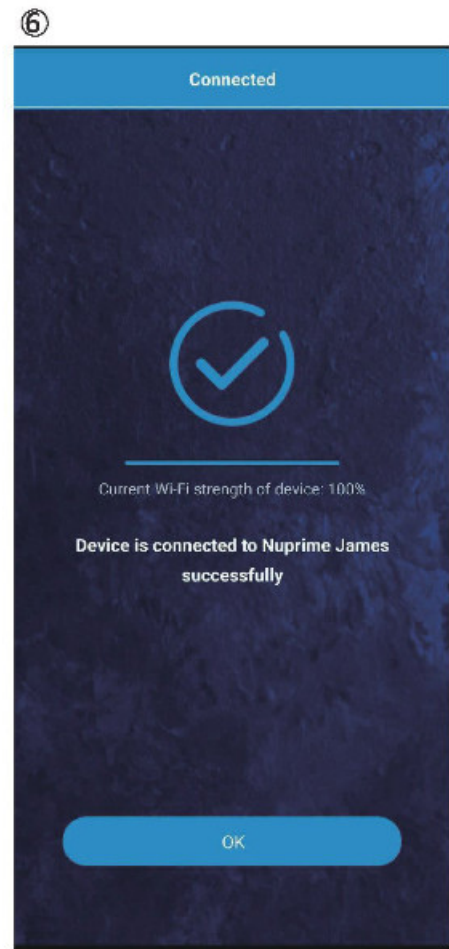 ⑥
Connected
Current Wi-Fi strength of device: 100%
Device is connected to Nuprime James
successfully
OK